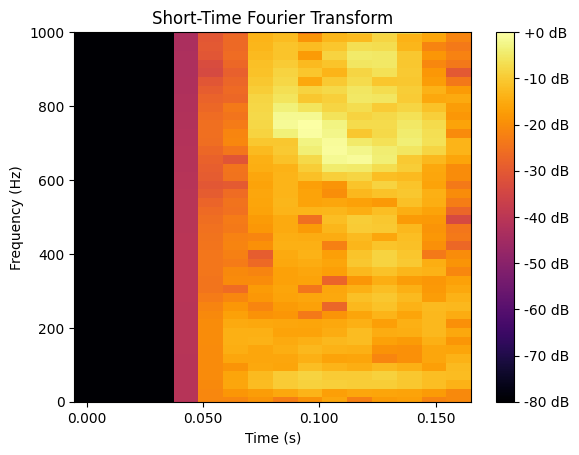 Short-Time Fourier Transform
1000
800
600
400
200
0
Frequency (Hz)
0.000
0.050
0.100
0.150
Time (s)
+0 dB
-10 dB
-20 dB
-30 dB
-40 dB
-50 dB
-60 dB
-70 dB
-80 dB